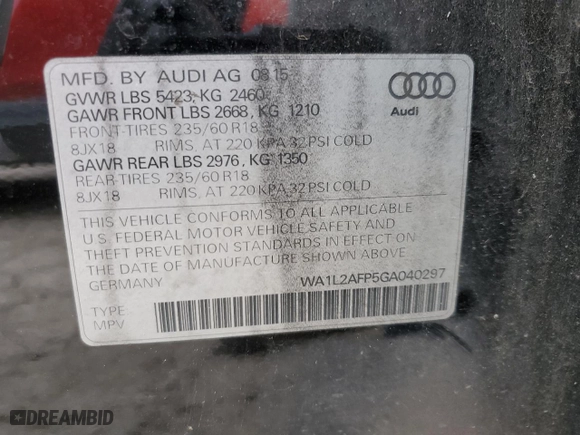 MFD. BY AUDI AG 08 15
GVWR LBS 5423, KG 2460
GAWR FRONT LBS 2668, KG 1210
FRONT-TIRES 235/60 R18
8JX18 RIMS, AT 220 KPA 32 PSI COLD
GAWR REAR LBS 2976, KG 1350
REAR-TIRES 235/60 R18
8JX18 RIMS, AT 220 KPA 32 PSI COLD
THIS VEHICLE CONFORMS TO ALL APPLICABLE
U.S. FEDERAL MOTOR VEHICLE SAFETY AND
THEFT PREVENTION STANDARDS IN EFFECT ON
THE DATE OF MANUFACTURE SHOWN ABOVE
GERMANY WA1L2AFP5GA040297
TYPE
MPV
Audi
DREAMBID